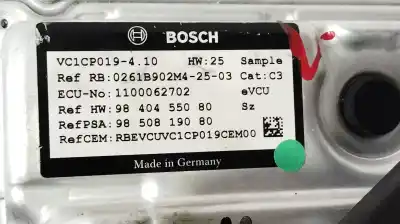 BOSCH
VC1CP019-4.10 HW:25 Sample
Ref RB:0261B902M4-25-03 Cat:C3
ECU-No:1100062702 eVCU
Ref HW:98 404 550 80 Sz
RefPSA:98 508 190 80
RefCEM:RBEVCUVC1CP019CEM00
Made in Germany